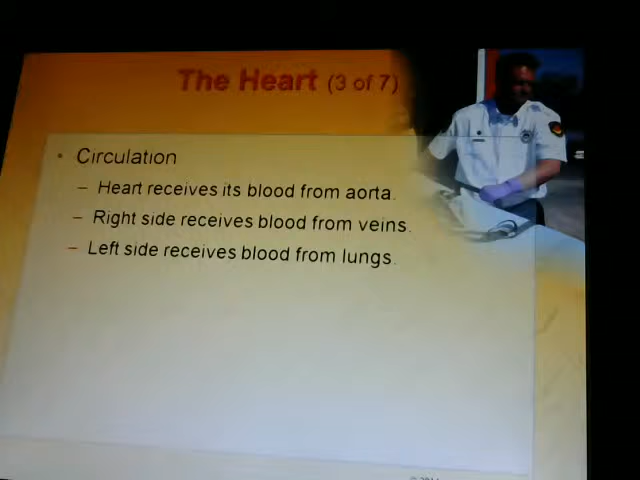 The Heart (3 of 7)
• Circulation
– Heart receives its blood from aorta.
– Right side receives blood from veins.
– Left side receives blood from lungs.